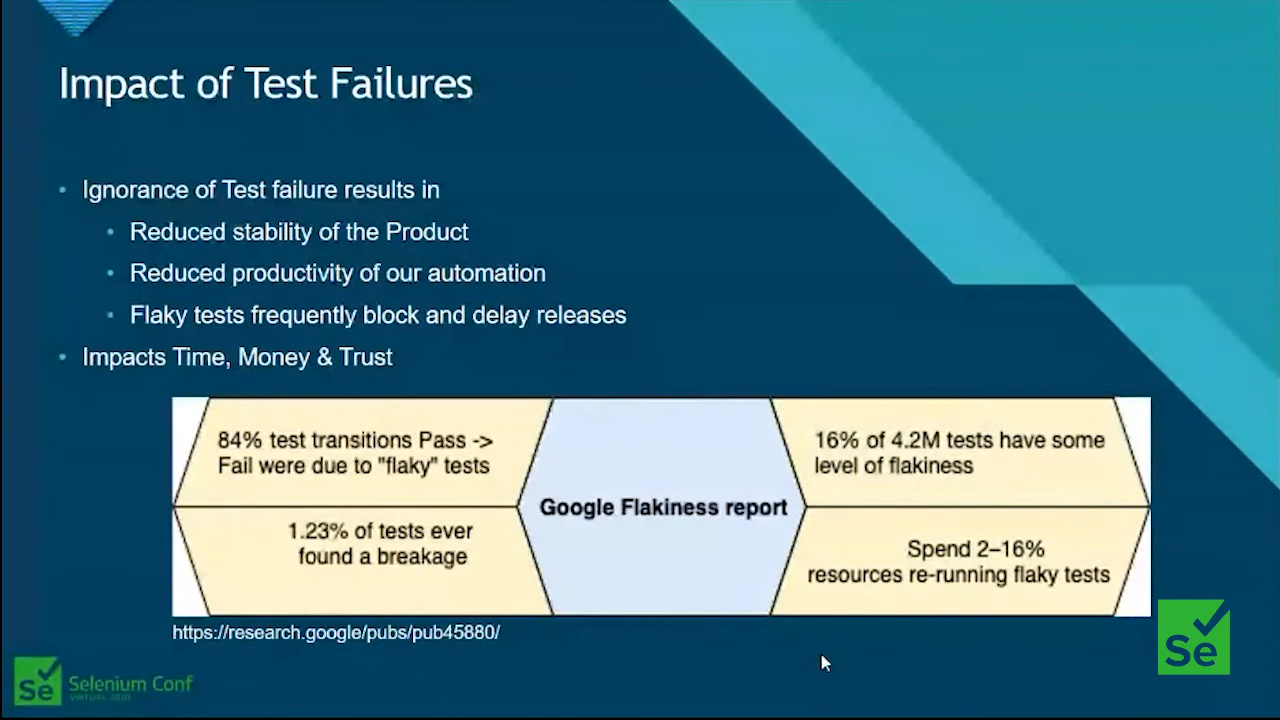 Impact of Test Failures
Ignorance of Test failure results in
Reduced stability of the Product
Reduced productivity of our automation
Flaky tests frequently block and delay releases
Impacts Time, Money & Trust
84% test transitions Pass ->
Fail were due to "flaky" tests
1.23% of tests ever
found a breakage
Google Flakiness report
16% of 4.2M tests have some
level of flakiness
Spend 2–16%
resources re-running flaky tests
https://research.google/pubs/pub45880/
Se
Selenium Conf
VIRTUAL 2020
Se